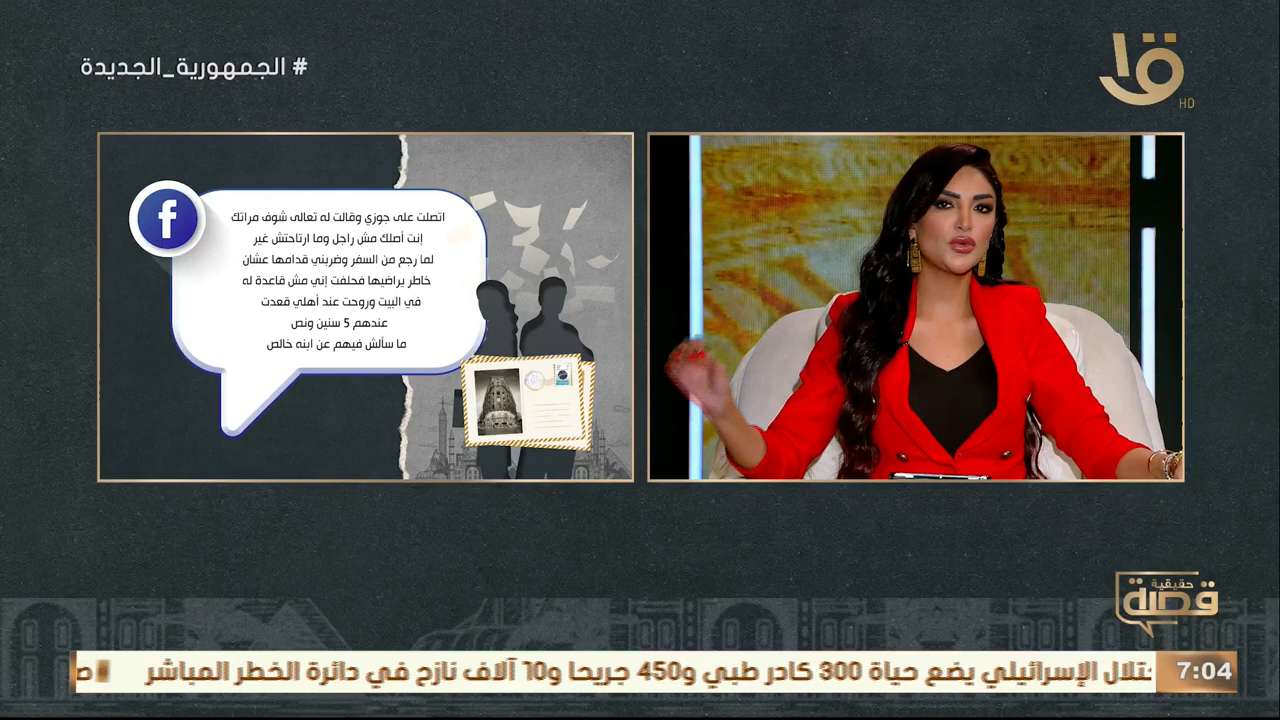 # الجمهورية_الجديدة
HD
اتصلت على جوزي وقالت له تعالى شوف مراتك
إنت أصلك مش راجل وما ارتاحتش غير
لما رجع من السفر وضربني قدامها عشان
خاطر يراضيها فحلفت إني مش قاعدة له
في البيت وروحت عند أهلي قعدت
عندهم 5 سنين ونص
ما سألش فيهم عن ابنه خالص
قصة حقيقية
7:04
الإسرائيلي يضع حياة 300 كادر طبي و450 جريحا و10 آلاف نازح في دائرة الخطر المباشر